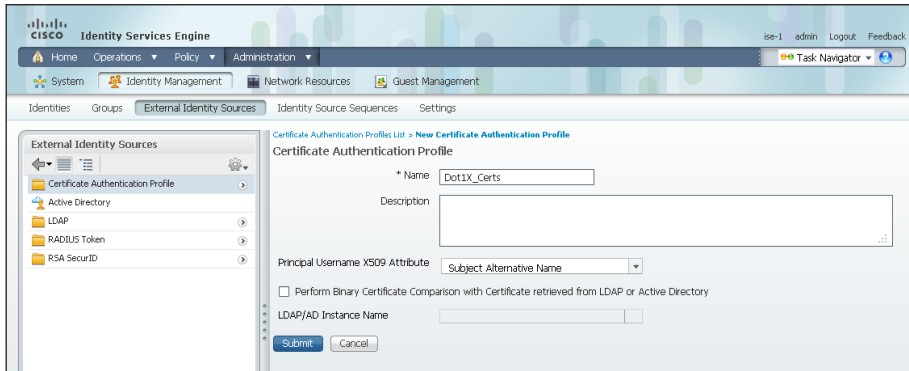 CISCO Identity Services Engine
ise-1 admin Logout Feedback
Home Operations Policy Administration
Task Navigator
System Identity Management Network Resources Guest Management
Identities Groups External Identity Sources Identity Source Sequences Settings
External Identity Sources
Certificate Authentication Profile
Active Directory
LDAP
RADIUS Token
RSA SecurID
Certificate Authentication Profiles List > New Certificate Authentication Profile
Certificate Authentication Profile
* Name Dot1X_Certs
Description
Principal Username X509 Attribute Subject Alternative Name
Perform Binary Certificate Comparison with Certificate retrieved from LDAP or Active Directory
LDAP/AD Instance Name
Submit Cancel